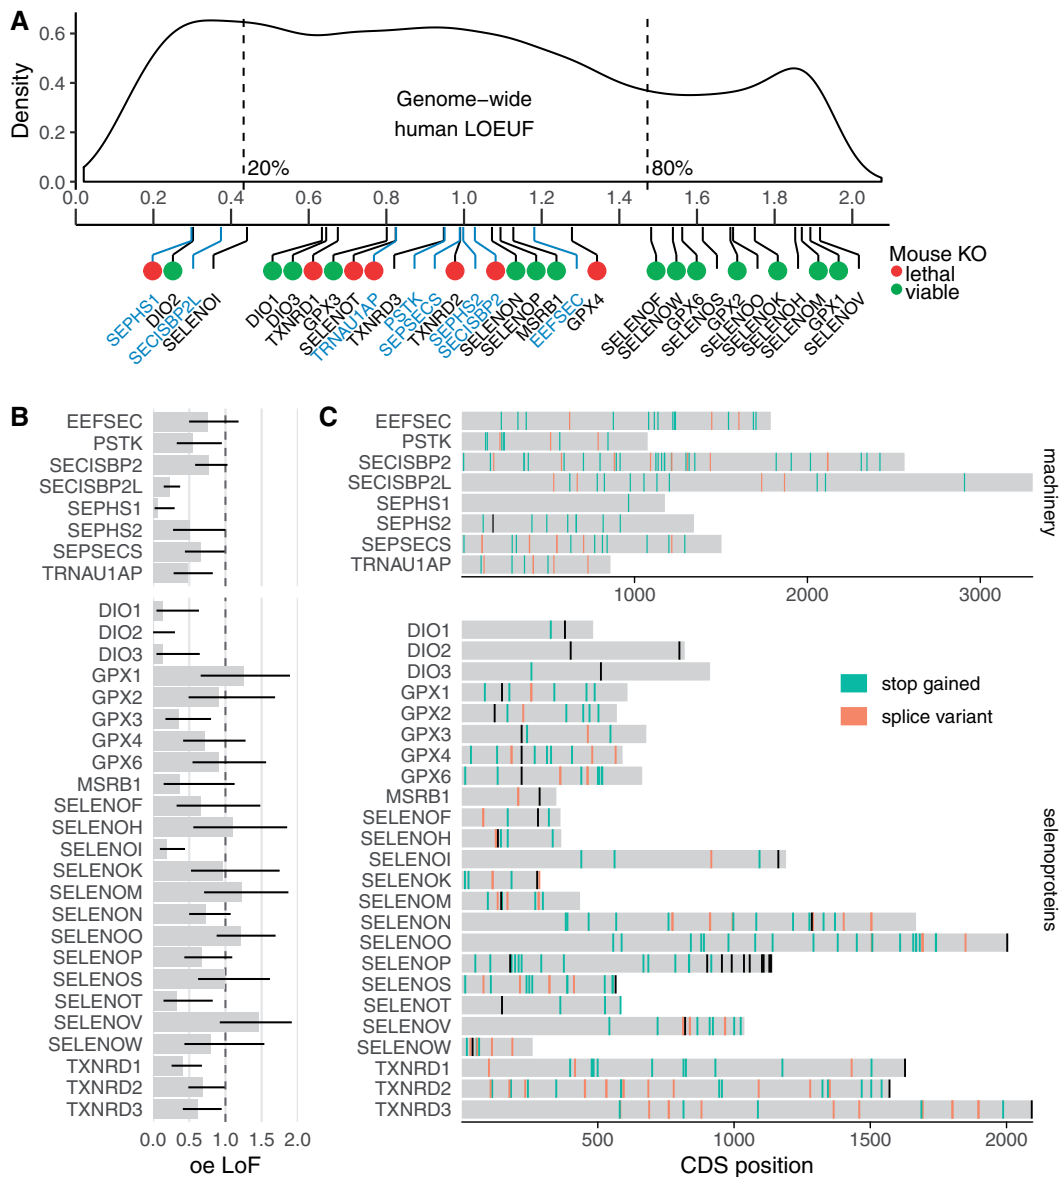 A
Density
0.6
0.4
0.2
0.0
Genome−wide
human LOEUF
20%
80%
0.0
0.2
0.4
0.6
0.8
1.0
1.2
1.4
1.6
1.8
2.0
Mouse KO
lethal
viable
SEPHS1
DIO2
SECISBP2L
SELENOI
DIO1
DIO3
TXNRD1
GPX3
SELENOT
TRNAU1AP
TXNRD3
PSTK
SEPSECS
TXNRD2
SEPHS2
SECISBP2
SELENON
SELENOP
MSRB1
EEFSEC
GPX4
SELENOF
SELENOW
GPX6
SELENOS
GPX2
SELENOO
SELENOK
SELENOH
SELENOM
GPX1
SELENOV
B
EEFSEC
PSTK
SECISBP2
SECISBP2L
SEPHS1
SEPHS2
SEPSECS
TRNAU1AP
DIO1
DIO2
DIO3
GPX1
GPX2
GPX3
GPX4
GPX6
MSRB1
SELENOF
SELENOH
SELENOI
SELENOK
SELENOM
SELENON
SELENOO
SELENOP
SELENOS
SELENOT
SELENOV
SELENOW
TXNRD1
TXNRD2
TXNRD3
0.0 0.5 1.0 1.5 2.0
oe LoF
C
EEFSEC
PSTK
SECISBP2
SECISBP2L
SEPHS1
SEPHS2
SEPSECS
TRNAU1AP
machinery
1000 2000 3000
DIO1
DIO2
DIO3
GPX1
GPX2
GPX3
GPX4
GPX6
MSRB1
SELENOF
SELENOH
SELENOI
SELENOK
SELENOM
SELENON
SELENOO
SELENOP
SELENOS
SELENOT
SELENOV
SELENOW
TXNRD1
TXNRD2
TXNRD3
stop gained
splice variant
selenoproteins
500 1000 1500 2000
CDS position